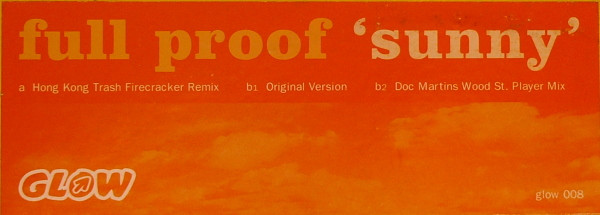 full proof ‘sunny’
a Hong Kong Trash Firecracker Remix b1 Original Version b2 Doc Martins Wood St. Player Mix
GLOW
glow 008